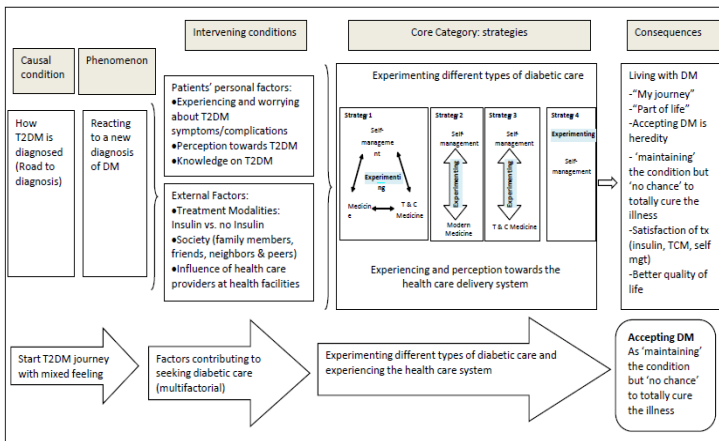 Intervening conditions
Core Category: strategies
Consequences
Causal
condition
Phenomenon
How
T2DM is
diagnosed
(Road to
diagnosis)
Reacting
to a new
diagnosis
of DM
Patients' personal factors:
•Experiencing and worrying
about T2DM
symptoms/complications
•Perception towards T2DM
•Knowledge on T2DM
External Factors:
•Treatment Modalities:
Insulin vs. no Insulin
•Society (family members,
friends, neighbors & peers)
•Influence of health care
providers at health facilities
Experimenting different types of diabetic care
Strategy 1
Self-
manageme
nt
Experimenti
ng
Medicin
e
T & C
Medicine
Strategy 2
Self-
management
Experimenting
Modern
Medicine
Strategy 3
Self-
management
Experimenting
T & C Medicine
Strategy 4
Experimenting
Self-
management
Experiencing and perception towards the
health care delivery system
Living with DM
-"My journey"
-"Part of life"
-Accepting DM is
heredity
- 'maintaining'
the condition but
'no chance' to
totally cure the
illness
-Satisfaction of tx
(insulin, TCM, self
mgt)
-Better quality of
life
Start T2DM journey
with mixed feeling
Factors contributing to
seeking diabetic care
(multifactorial)
Experimenting different types of diabetic care and
experiencing the health care system
Accepting DM
As 'maintaining'
the condition
but 'no chance'
to totally cure
the illness